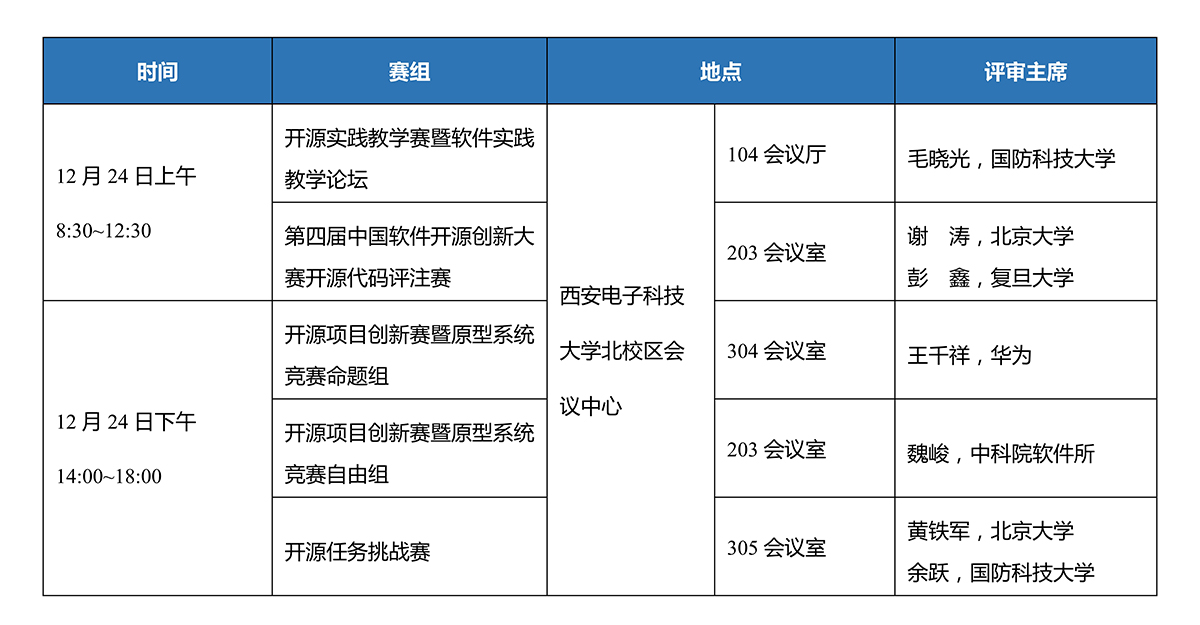 时间
赛组
地点
评审主席
12 月 24 日上午
8:30~12:30
开源实践教学赛暨软件实践
教学论坛
104 会议厅
毛晓光，国防科技大学
第四届中国软件开源创新大
赛开源代码评注赛
203 会议室
谢　涛，北京大学
彭　鑫，复旦大学
西安电子科技
大学北校区会
议中心
12 月 24 日下午
14:00~18:00
开源项目创新赛暨原型系统
竞赛命题组
304 会议室
王千祥，华为
开源项目创新赛暨原型系统
竞赛自由组
203 会议室
魏峻，中科院软件所
开源任务挑战赛
305 会议室
黄铁军，北京大学
余跃，国防科技大学